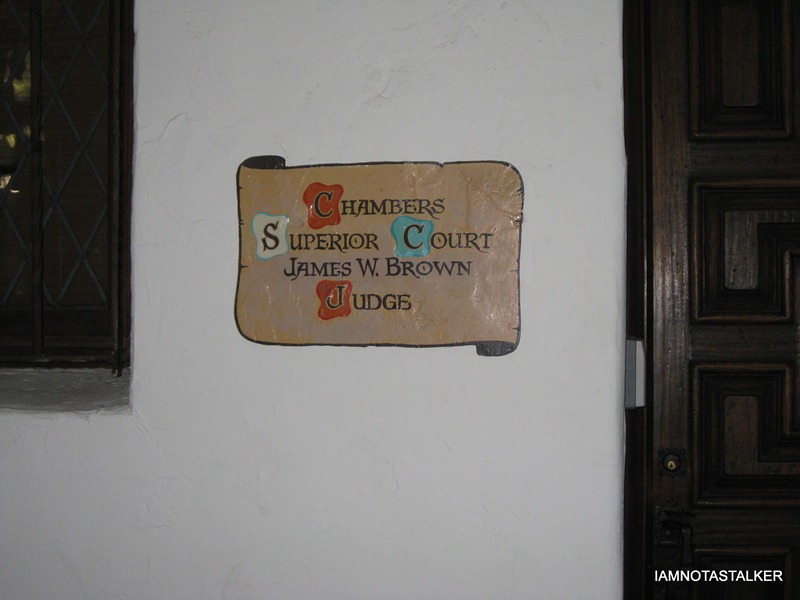 CHAMBERS
SUPERIOR COURT
JAMES W. BROWN
JUDGE
IAMNOTASTALKER